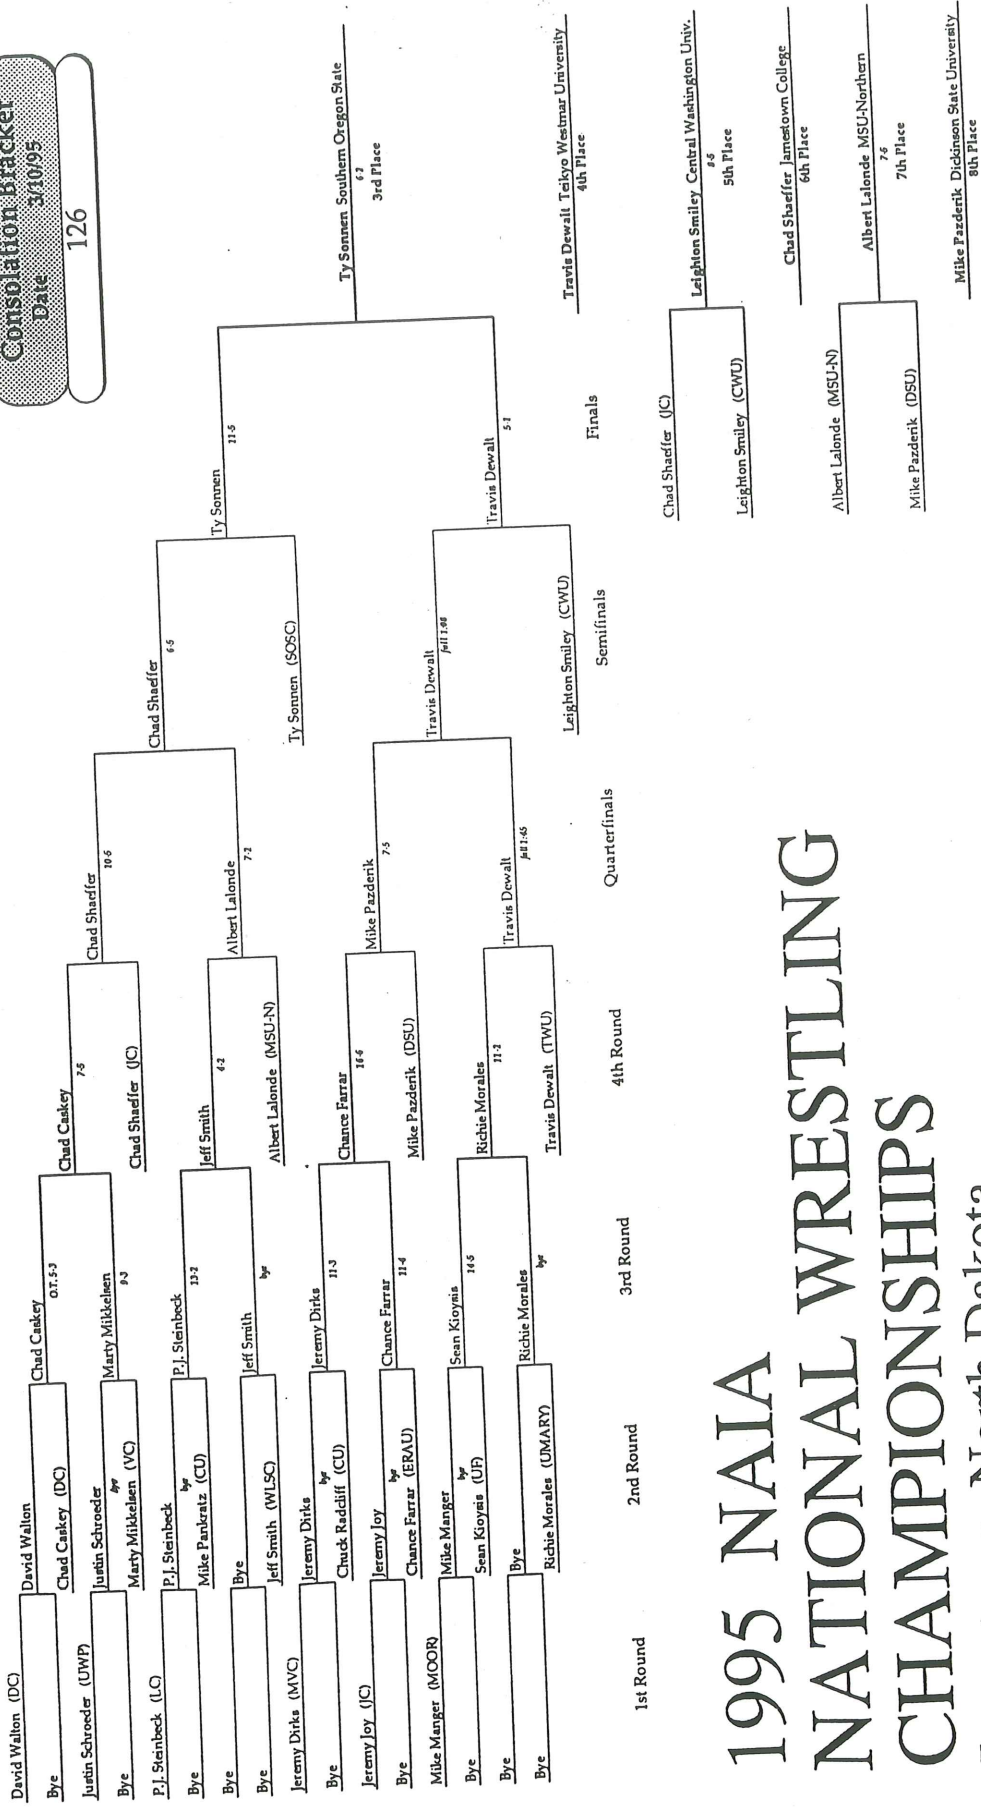 Consolation Bracket
Date 3/10/95
126
David Walton (DC)
Bye
Justin Schroeder (UWP)
Bye
P.J. Steinbeck (LC)
Bye
Bye
Bye
Jeremy Dirks (MVC)
Bye
Jeremy Joy (JC)
Bye
Mike Manger (MOOR)
Bye
Bye
Bye
1st Round
David Walton
Chad Caskey (DC)
Justin Schroeder
bye
Marty Mikkelsen (VC)
P.J. Steinbeck
bye
Mike Pankratz (CU)
Bye
Jeff Smith (WLSC)
Jeremy Dirks
bye
Chuck Radcliff (CU)
Jeremy Joy
bye
Chance Farrar (ERAU)
Mike Manger
bye
Sean Kioynis (UF)
Bye
Richie Morales (UMARY)
2nd Round
Chad Caskey
O.T. 5-3
Marty Mikkelsen
9-3
P.J. Steinbeck
13-2
Jeff Smith
bye
Jeremy Dirks
11-3
Chance Farrar
11-4
Sean Kioynis
14-5
Richie Morales
bye
3rd Round
Chad Caskey
7-5
Chad Shaeffer (JC)
Jeff Smith
4-2
Albert Lalonde (MSU-N)
Chance Farrar
16-6
Mike Pazderik (DSU)
Richie Morales
11-2
Travis Dewalt (TWU)
4th Round
Chad Shaeffer
10-6
Albert Lalonde
7-2
Mike Pazderik
7-5
Travis Dewalt
fall 1:45
Quarterfinals
Chad Shaeffer
6-5
Ty Sonnen (SOSC)
Travis Dewalt
Leighton Smiley (CWU)
Semifinals
Ty Sonnen
11-5
Travis Dewalt
5-1
Finals
Ty Sonnen Southern Oregon State
6-2
3rd Place
Travis Dewalt Teikyo Westmar University
4th Place
Chad Shaeffer (JC)
Leighton Smiley (CWU)
Leighton Smiley Central Washington Univ.
8-5
5th Place
Chad Shaeffer Jamestown College
6th Place
Albert Lalonde (MSU-N)
Mike Pazderik (DSU)
Albert Lalonde MSU-Northern
7-6
7th Place
Mike Pazderik Dickinson State University
8th Place
1995 NAIA
NATIONAL WRESTLING
CHAMPIONSHIPS
North Dakota